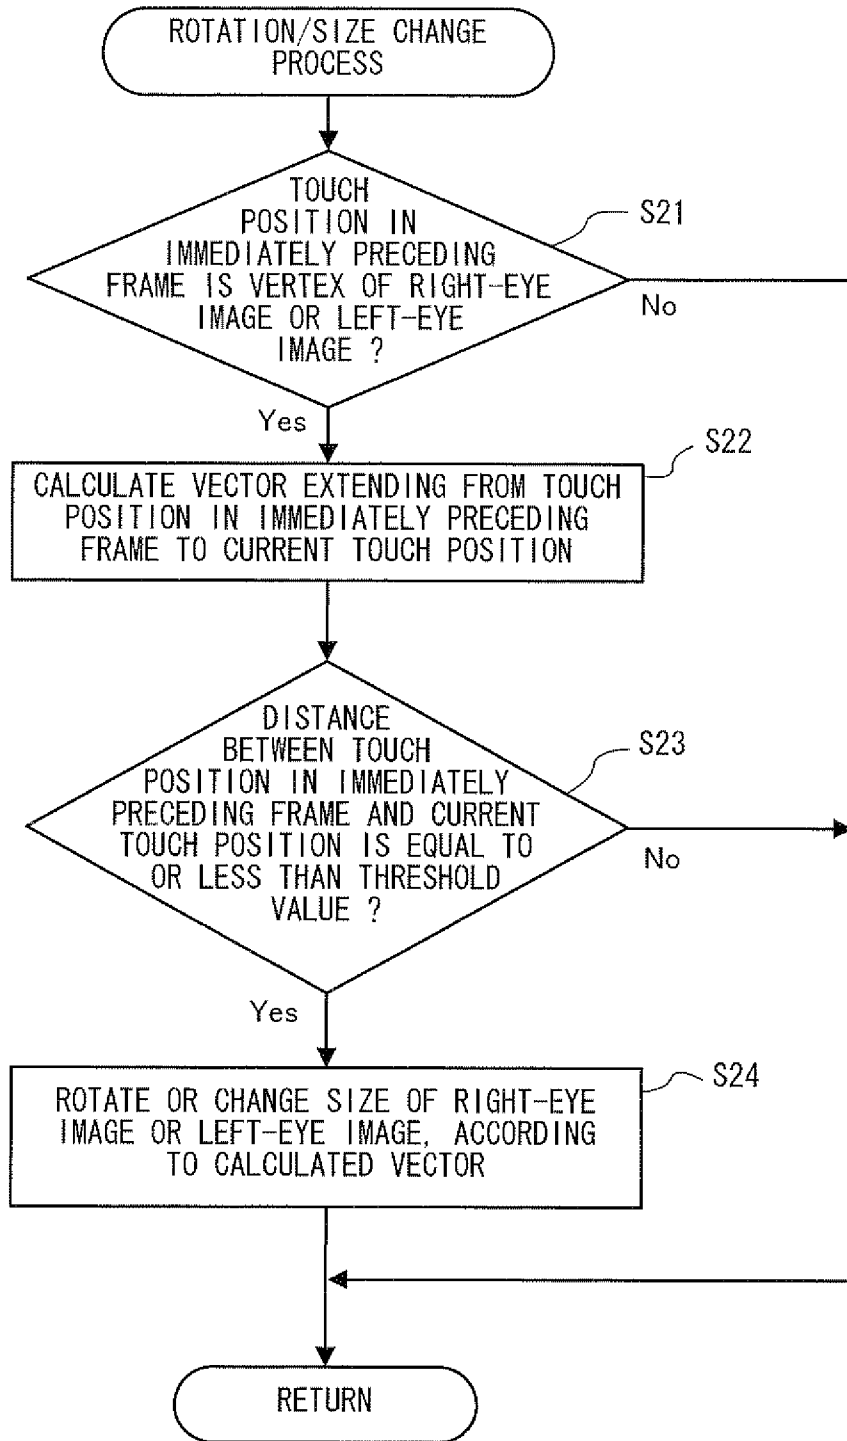 ROTATION/SIZE CHANGE
PROCESS
TOUCH
POSITION IN
IMMEDIATELY PRECEDING
FRAME IS VERTEX OF RIGHT-EYE
IMAGE OR LEFT-EYE
IMAGE ?
S21
No
Yes
S22
CALCULATE VECTOR EXTENDING FROM TOUCH
POSITION IN IMMEDIATELY PRECEDING
FRAME TO CURRENT TOUCH POSITION
DISTANCE
BETWEEN TOUCH
POSITION IN IMMEDIATELY
PRECEDING FRAME AND CURRENT
TOUCH POSITION IS EQUAL TO
OR LESS THAN THRESHOLD
VALUE ?
S23
No
Yes
S24
ROTATE OR CHANGE SIZE OF RIGHT-EYE
IMAGE OR LEFT-EYE IMAGE, ACCORDING
TO CALCULATED VECTOR
RETURN